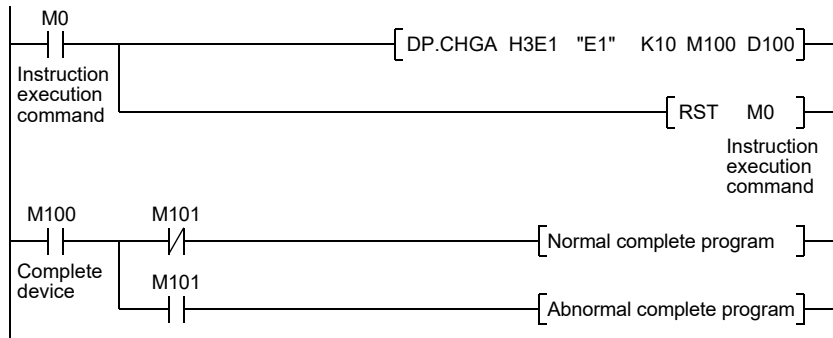 M0
DP.CHGA H3E1 "E1" K10 M100 D100
Instruction
execution
command
RST M0
Instruction
execution
command
M100 M101
Normal complete program
Complete
device
M101
Abnormal complete program